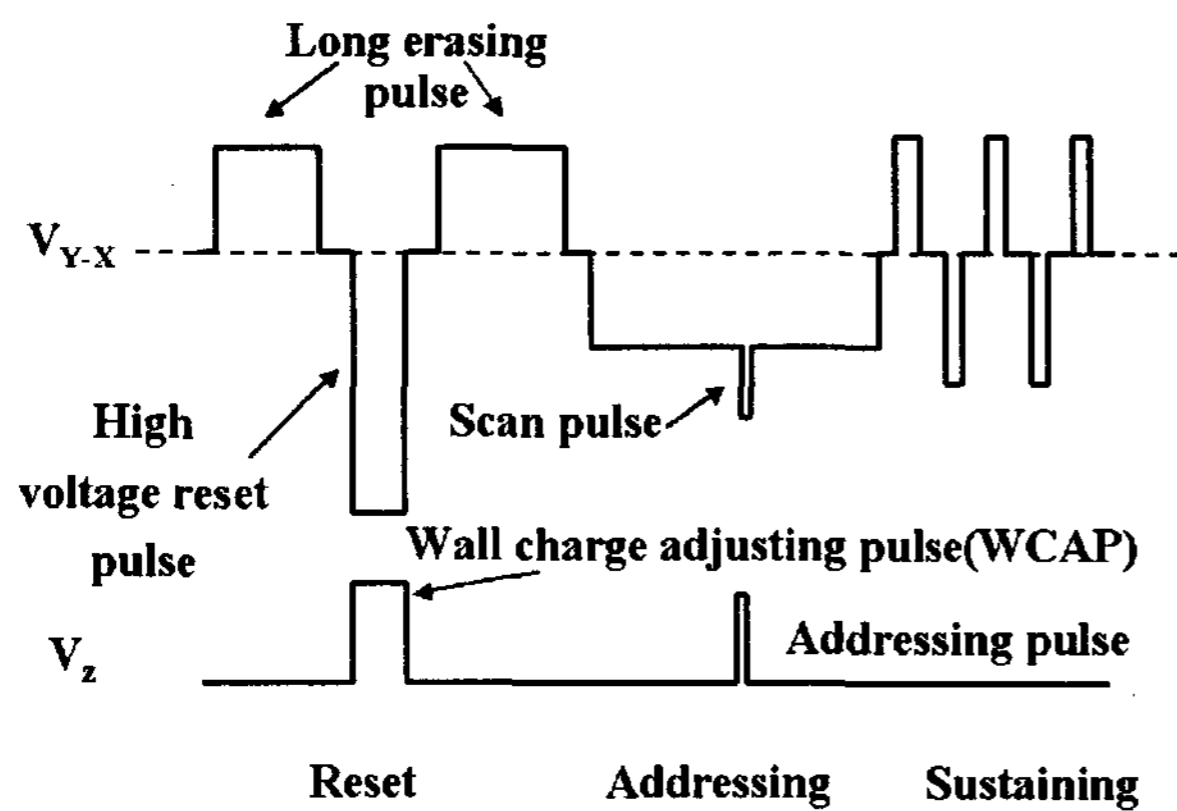 Long erasing
pulse
V_{Y-X}
High
voltage reset
pulse
Scan pulse
Wall charge adjusting pulse(WCAP)
V_z
Addressing pulse
Reset Addressing Sustaining